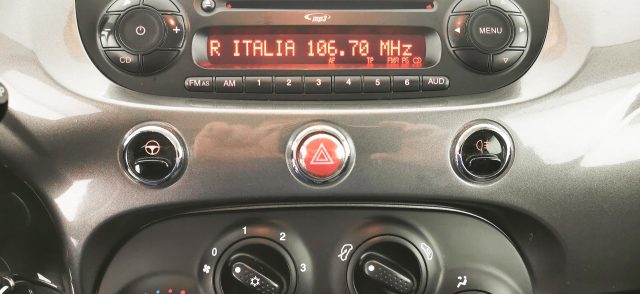 mp3
MENU
R ITALIA 106.70 MHz
CD
AF TP FMR PS CD
FM AS AM 1 2 3 4 5 6 AUD
0 1 2 3